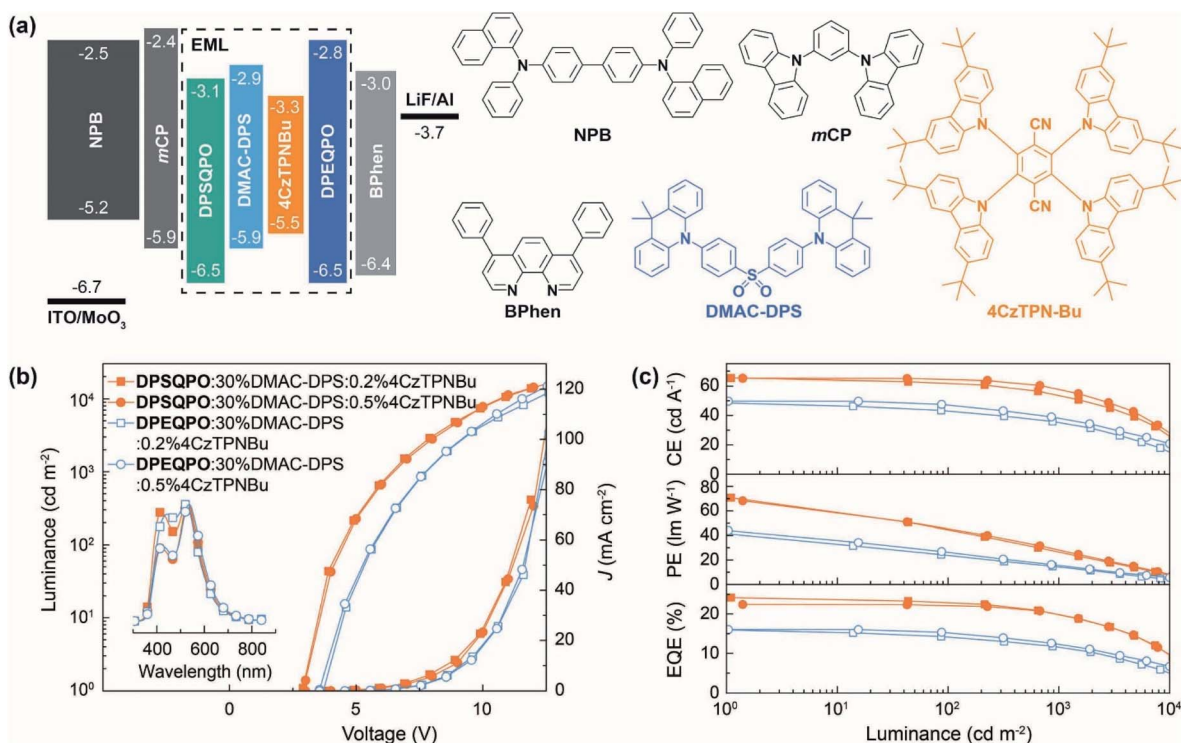 (a)
EML
-2.5
NPB
-5.2
-2.4
mCP
-5.9
-3.1
DPSQPO
-6.5
-2.9
DMAC-DPS
-5.9
-3.3
4CzTPNBu
-5.5
-2.8
DPEQPO
-6.5
-3.0
BPhen
-6.4
LiF/Al
-3.7
-6.7
ITO/MoO3
N
N
NPB
N
N
mCP
N
N
BPhen
N
N
S
O
O
DMAC-DPS
N
CN
N
N
CN
N
4CzTPN-Bu
(b)
DPSQPO:30%DMAC-DPS:0.2%4CzTPNBu
DPSQPO:30%DMAC-DPS:0.5%4CzTPNBu
DPEQPO:30%DMAC-DPS
:0.2%4CzTPNBu
DPEQPO:30%DMAC-DPS
:0.5%4CzTPNBu
Luminance (cd m-2)
10^4
10^3
10^2
10^1
10^0
400 600 800
Wavelength (nm)
0 5 10
Voltage (V)
120
100
80
60
40
20
0
J (mA cm-2)
(c)
CE (cd A-1)
60
40
20
0
PE (lm W-1)
80
60
40
20
0
EQE (%)
20
10
0
10^0 10^1 10^2 10^3 10^4
Luminance (cd m-2)